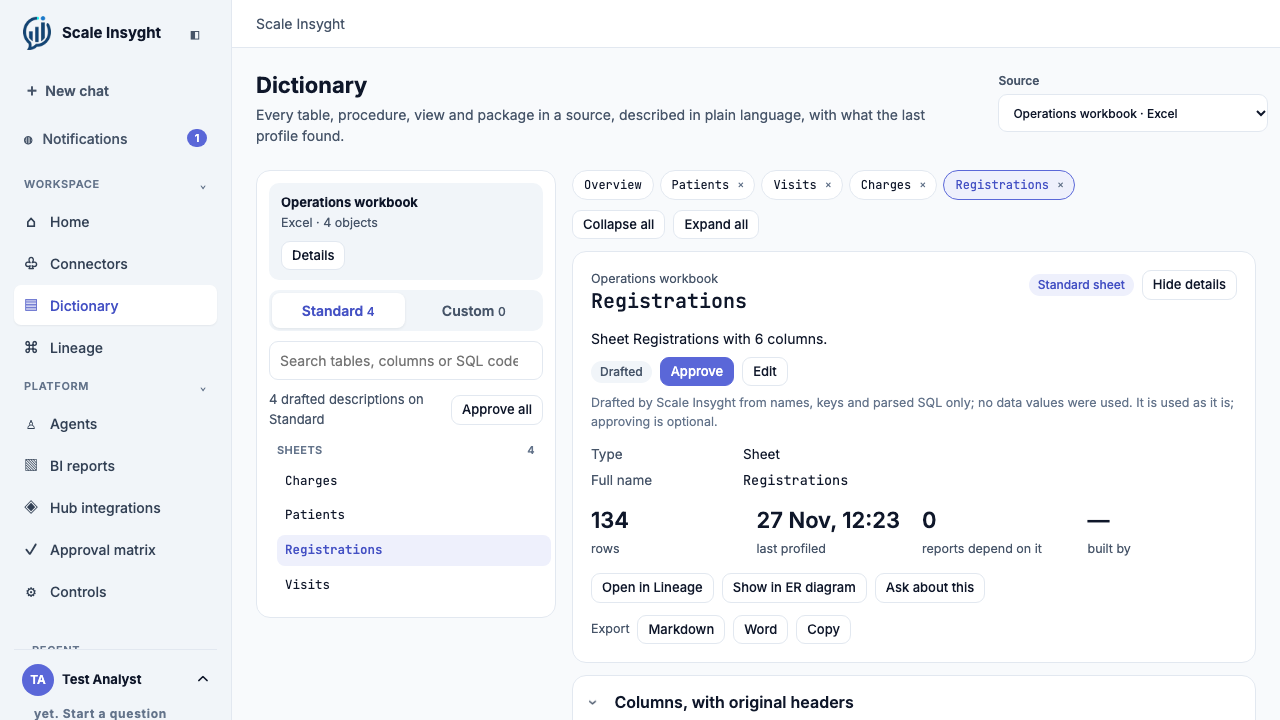 Scale Insyght
New chat
Notifications 1
WORKSPACE
Home
Connectors
Dictionary
Lineage
PLATFORM
Agents
BI reports
Hub integrations
Approval matrix
Controls
RECENT
TA Test Analyst
yet. Start a question
Scale Insyght
Dictionary
Every table, procedure, view and package in a source, described in plain language, with what the last
profile found.
Source
Operations workbook · Excel
Operations workbook
Excel · 4 objects
Details
Standard 4 Custom 0
Search tables, columns or SQL code
4 drafted descriptions on
Standard
Approve all
SHEETS 4
Charges
Patients
Registrations
Visits
Overview Patients × Visits × Charges × Registrations ×
Collapse all Expand all
Operations workbook
Registrations
Standard sheet Hide details
Sheet Registrations with 6 columns.
Drafted Approve Edit
Drafted by Scale Insyght from names, keys and parsed SQL only; no data values were used. It is used as it is;
approving is optional.
Type Sheet
Full name Registrations
134 27 Nov, 12:23 0 —
rows last profiled reports depend on it built by
Open in Lineage Show in ER diagram Ask about this
Export Markdown Word Copy
Columns, with original headers